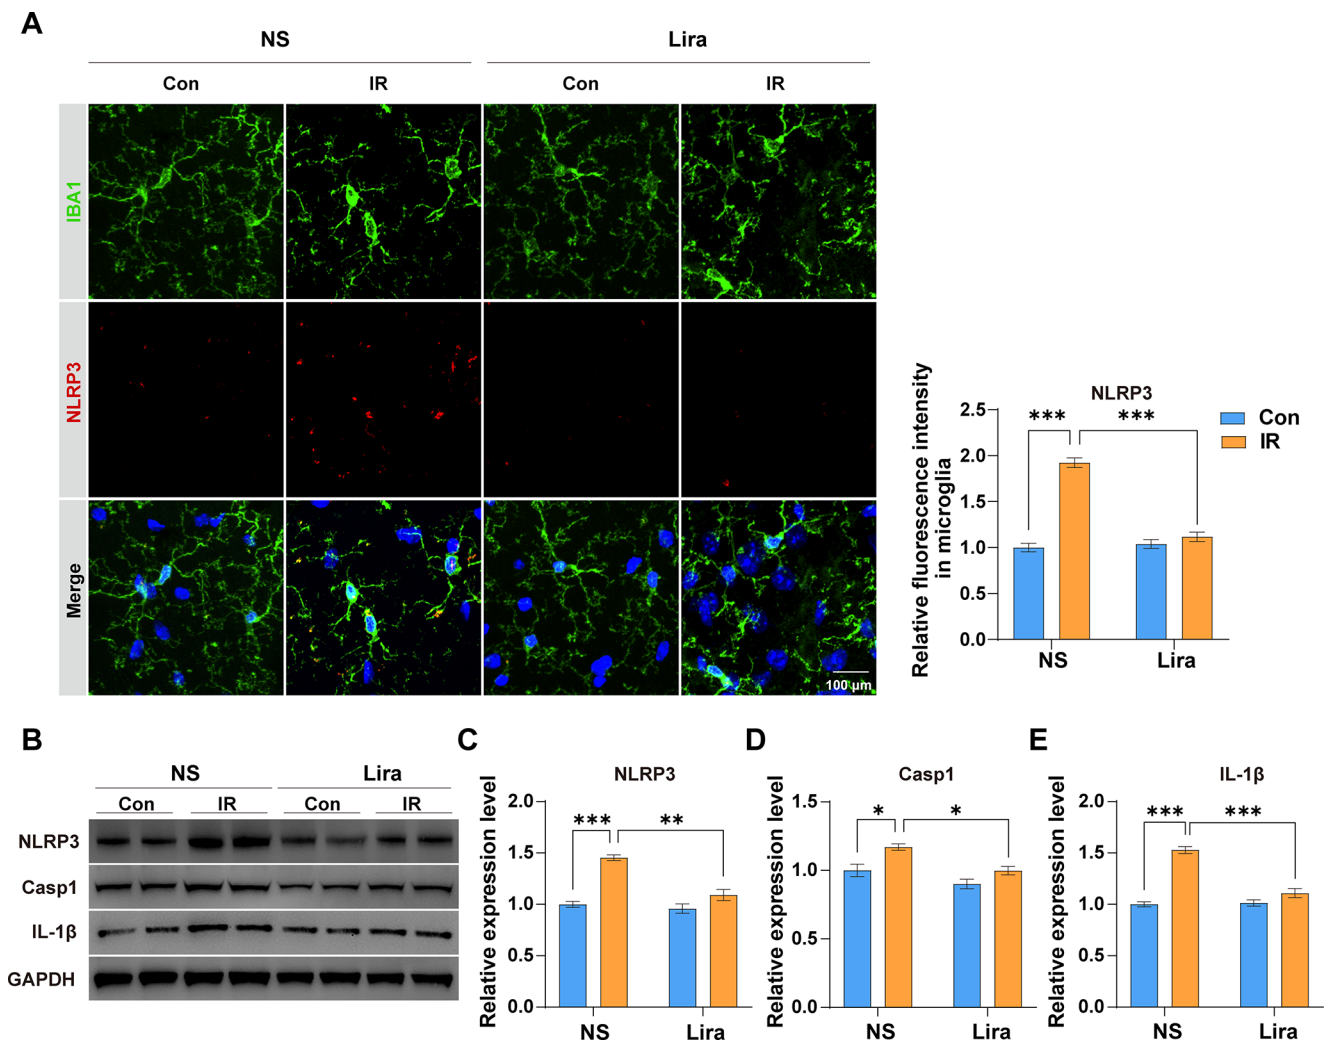 A
NS Lira
Con IR Con IR
IBA1
NLRP3
Merge
100 μm
NLRP3
Relative fluorescence intensity
in microglia
2.5
2.0
1.5
1.0
0.5
0.0
*** ***
NS Lira
Con
IR
B
NS Lira
Con IR Con IR
NLRP3
Casp1
IL-1β
GAPDH
C
NLRP3
Relative expression level
2.0
1.5
1.0
0.5
0.0
*** **
NS Lira
D
Casp1
Relative expression level
1.5
1.0
0.5
0.0
* *
NS Lira
E
IL-1β
Relative expression level
2.0
1.5
1.0
0.5
0.0
*** ***
NS Lira